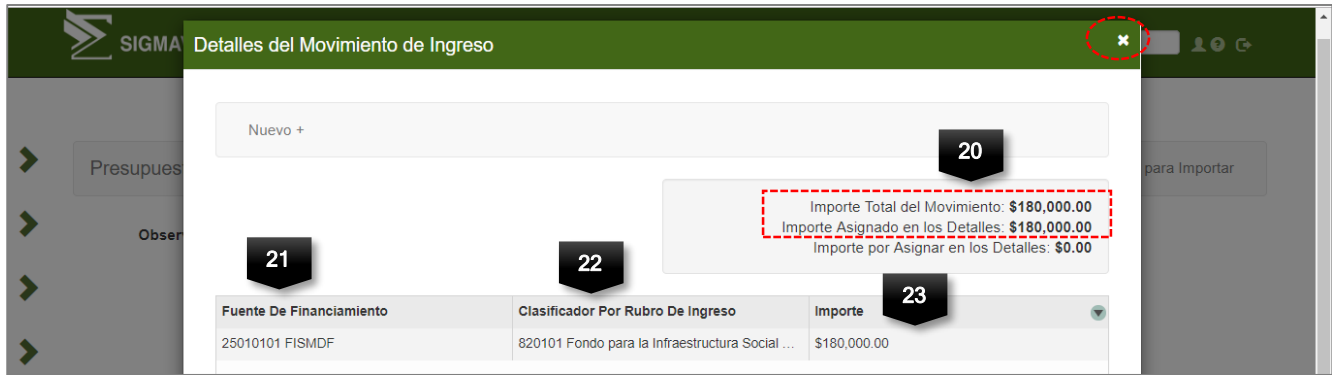 SIGMA
Detalles del Movimiento de Ingreso
Nuevo +
20
Presupues
para Importar
Importe Total del Movimiento: $180,000.00
Importe Asignado en los Detalles: $180,000.00
Importe por Asignar en los Detalles: $0.00
Obser
21
22
23
Fuente De Financiamiento Clasificador Por Rubro De Ingreso Importe
25010101 FISMDF 820101 Fondo para la Infraestructura Social ... $180,000.00